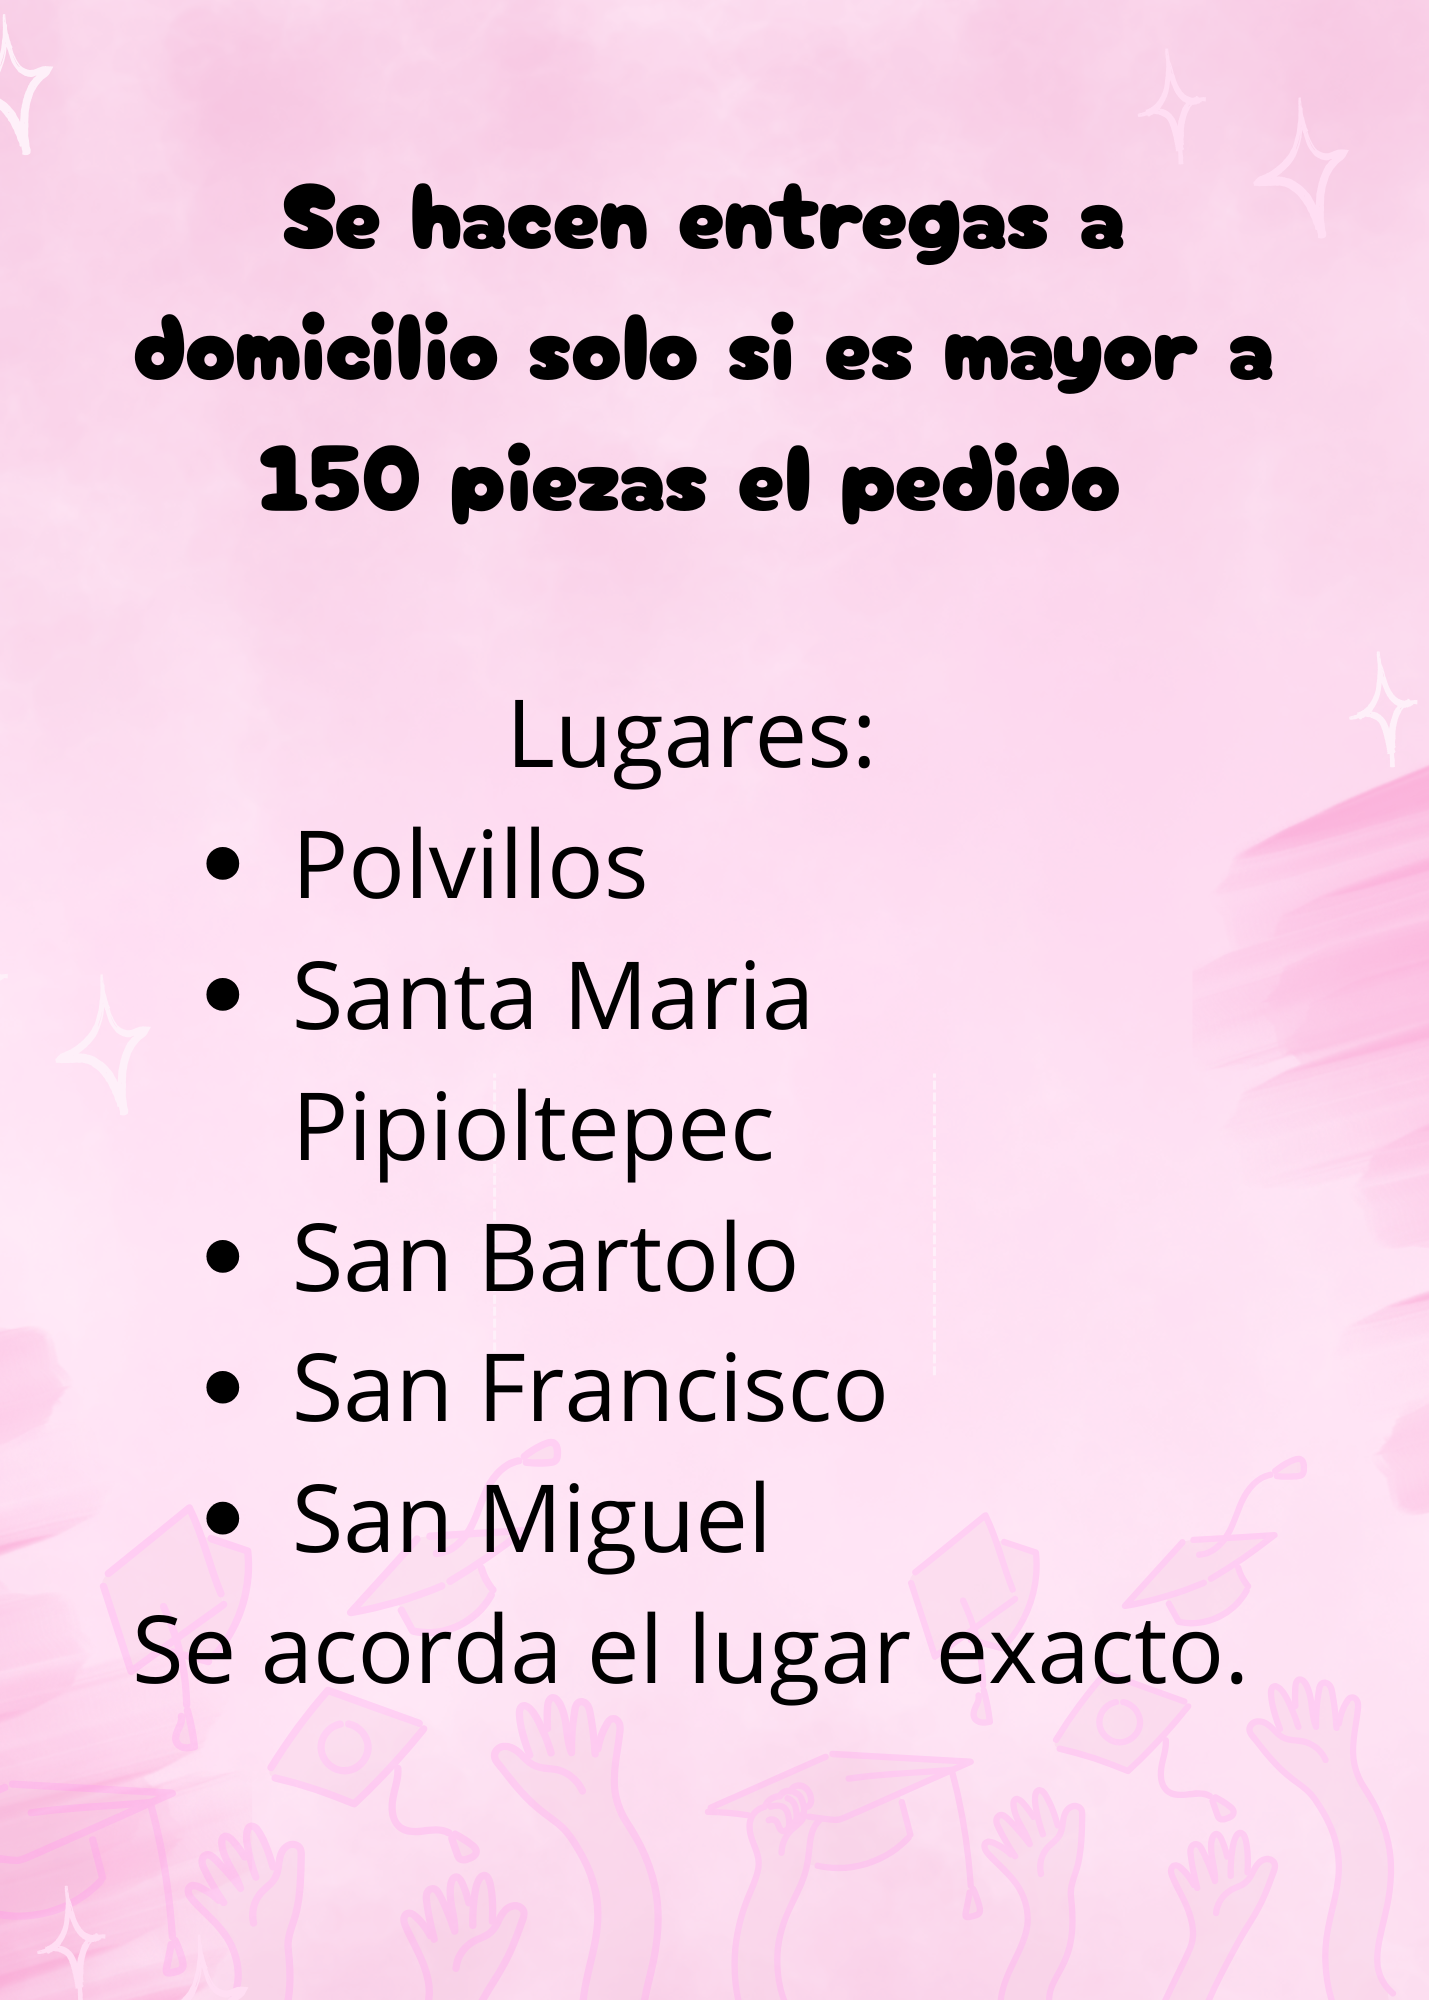 Se hacen entregas a
domicilio solo si es mayor a
150 piezas el pedido
Lugares:
• Polvillos
• Santa Maria
Pipioltepec
• San Bartolo
• San Francisco
• San Miguel
Se acorda el lugar exacto.